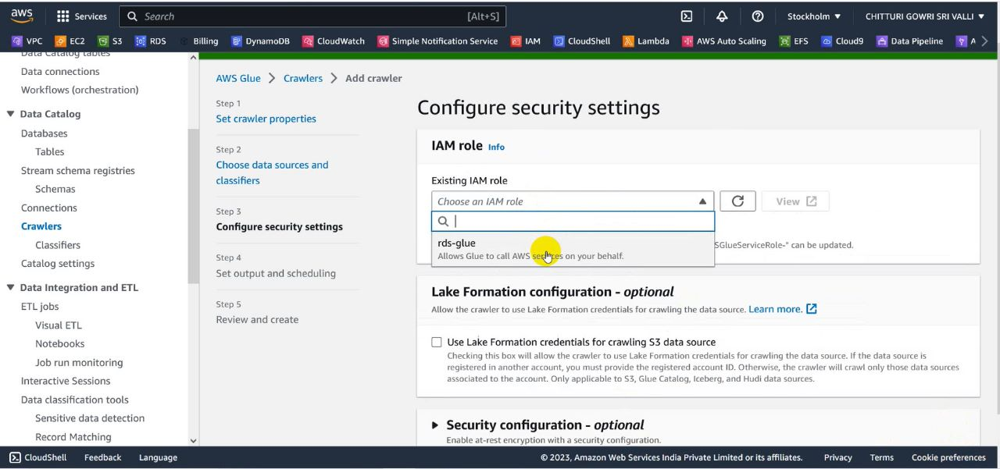 aws
Services
Search
[Alt+S]
Stockholm
CHITTURI GOWRI SRI VALLI
VPC
EC2
S3
RDS
Billing
DynamoDB
CloudWatch
Simple Notification Service
IAM
CloudShell
Lambda
AWS Auto Scaling
EFS
Cloud9
Data Pipeline
A
Data Catalog tables
Data connections
Workflows (orchestration)
Data Catalog
Databases
Tables
Stream schema registries
Schemas
Connections
Crawlers
Classifiers
Catalog settings
Data Integration and ETL
ETL jobs
Visual ETL
Notebooks
Job run monitoring
Interactive Sessions
Data classification tools
Sensitive data detection
Record Matching
AWS Glue > Crawlers > Add crawler
Step 1
Set crawler properties
Step 2
Choose data sources and
classifiers
Step 3
Configure security settings
Step 4
Set output and scheduling
Step 5
Review and create
Configure security settings
IAM role Info
Existing IAM role
Choose an IAM role
View
rds-glue
Allows Glue to call AWS services on your behalf.
SGlueServiceRole-" can be updated.
Lake Formation configuration - optional
Allow the crawler to use Lake Formation credentials for crawling the data source. Learn more.
Use Lake Formation credentials for crawling S3 data source
Checking this box will allow the crawler to use Lake Formation credentials for crawling the data source. If the data source is
registered in another account, you must provide the registered account ID. Otherwise, the crawler will crawl only those data sources
associated to the account. Only applicable to S3, Glue Catalog, Iceberg, and Hudi data sources.
Security configuration - optional
Enable at-rest encryption with a security configuration.
CloudShell
Feedback
Language
© 2023, Amazon Web Services India Private Limited or its affiliates.
Privacy
Terms
Cookie preferences